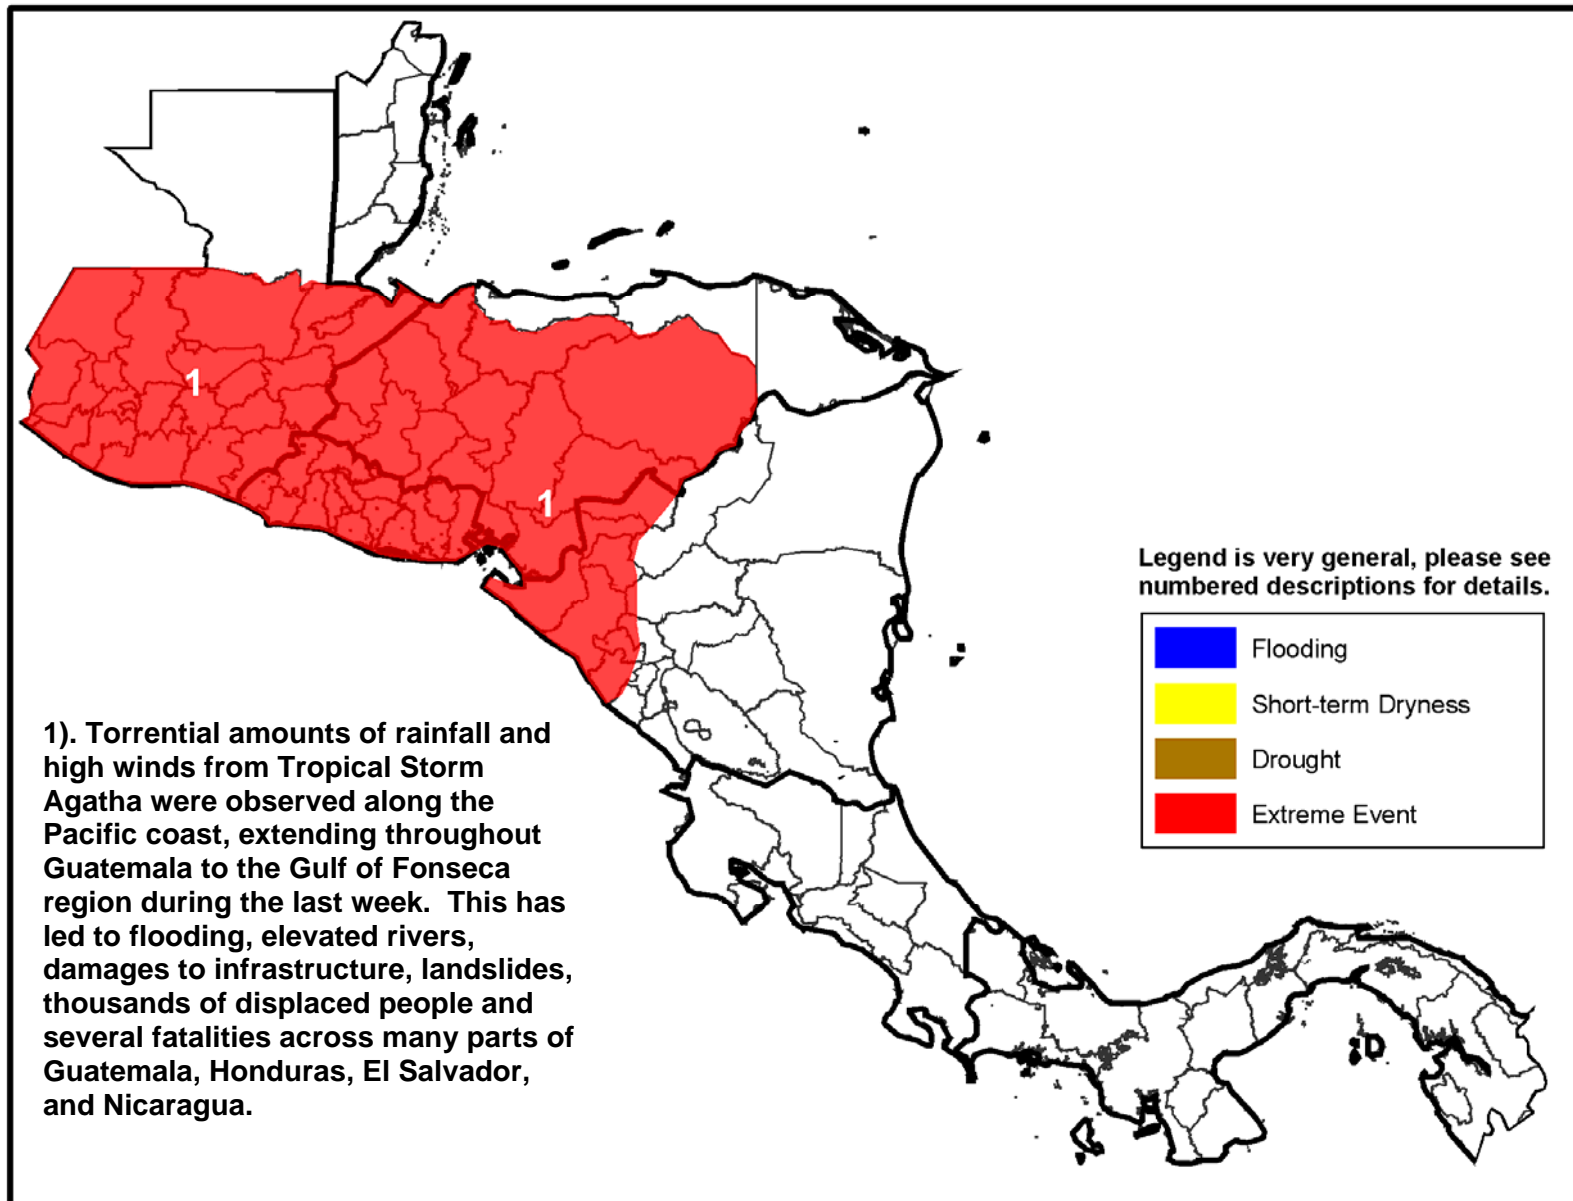 1
1
Legend is very general, please see
numbered descriptions for details.
Flooding
Short-term Dryness
Drought
Extreme Event
1). Torrential amounts of rainfall and
high winds from Tropical Storm
Agatha were observed along the
Pacific coast, extending throughout
Guatemala to the Gulf of Fonseca
region during the last week.  This has
led to flooding, elevated rivers,
damages to infrastructure, landslides,
thousands of displaced people and
several fatalities across many parts of
Guatemala, Honduras, El Salvador,
and Nicaragua.